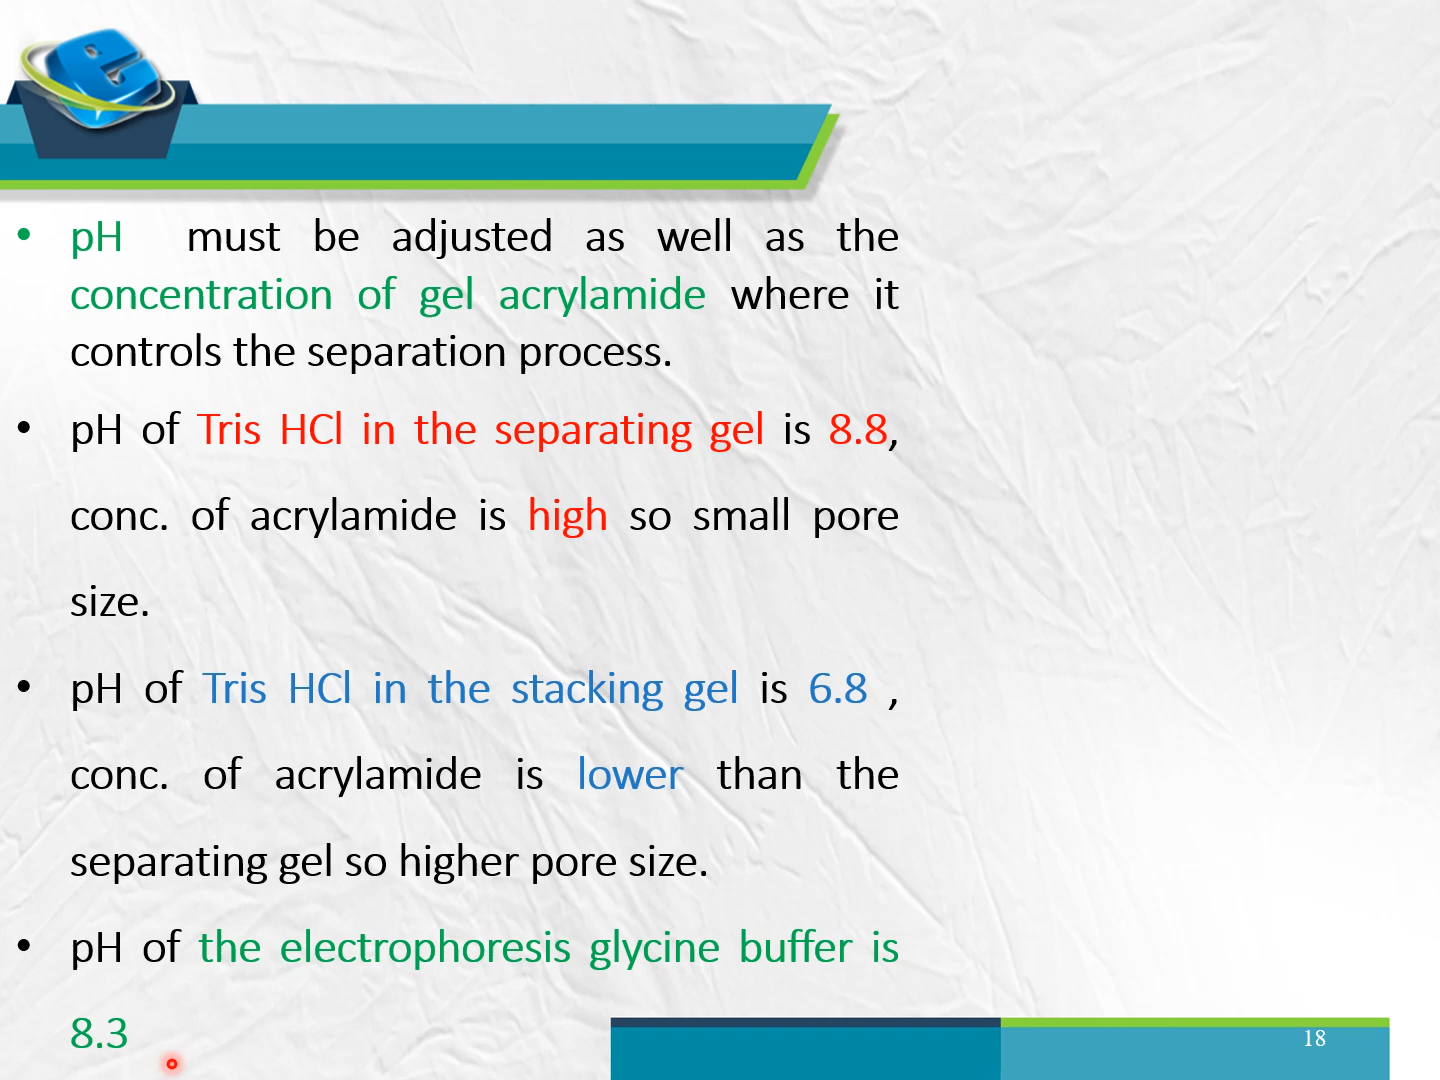 • pH must be adjusted as well as the
concentration of gel acrylamide where it
controls the separation process.
• pH of Tris HCl in the separating gel is 8.8,
conc. of acrylamide is high so small pore
size.
• pH of Tris HCl in the stacking gel is 6.8 ,
conc. of acrylamide is lower than the
separating gel so higher pore size.
• pH of the electrophoresis glycine buffer is
8.3
18